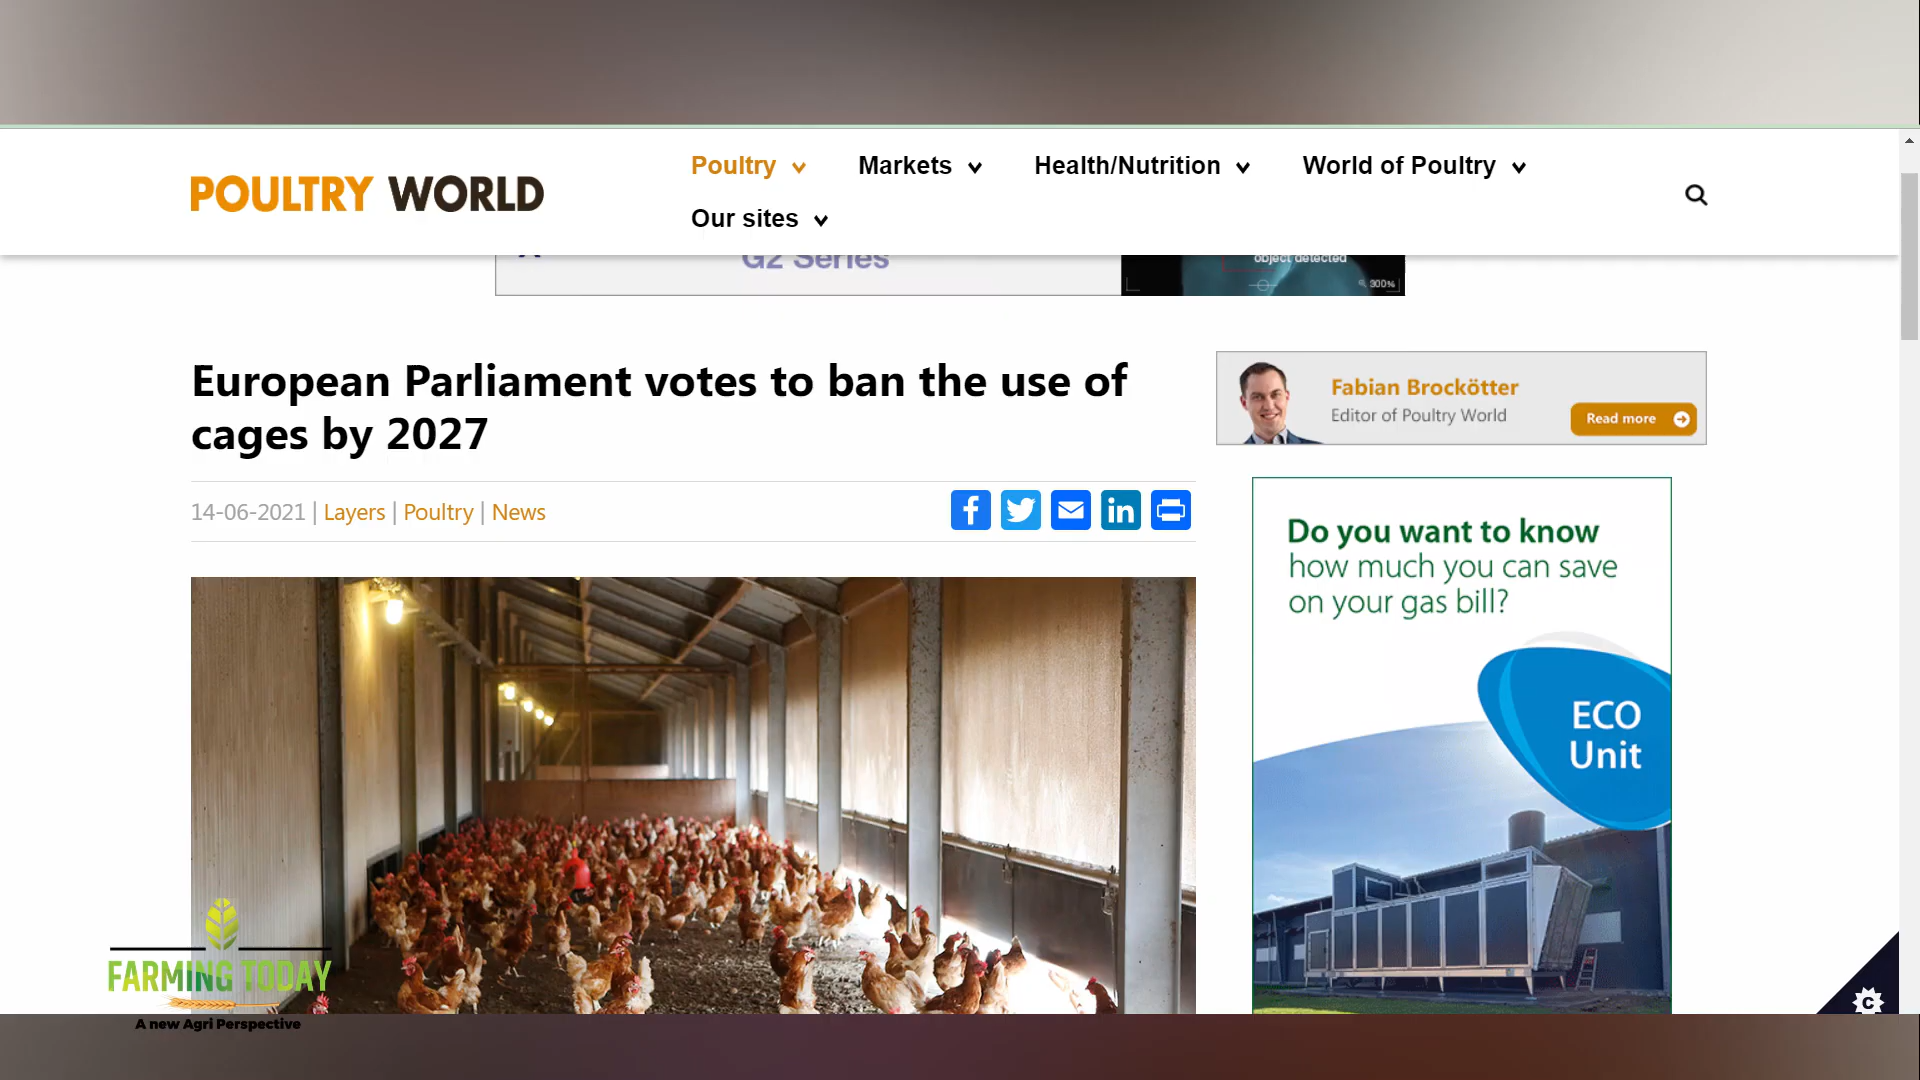 POULTRY WORLD
Poultry
Markets
Health/Nutrition
World of Poultry
Our sites
G2 Series
object detected
300%
European Parliament votes to ban the use of
cages by 2027
14-06-2021 | Layers | Poultry | News
Fabian Brockötter
Editor of Poultry World
Read more
Do you want to know
how much you can save
on your gas bill?
ECO
Unit
FARMING TODAY
A new Agri Perspective